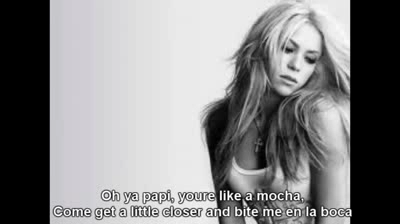 Oh ya papi, youre like a mocha,
Come get a little closer and bite me en la boca